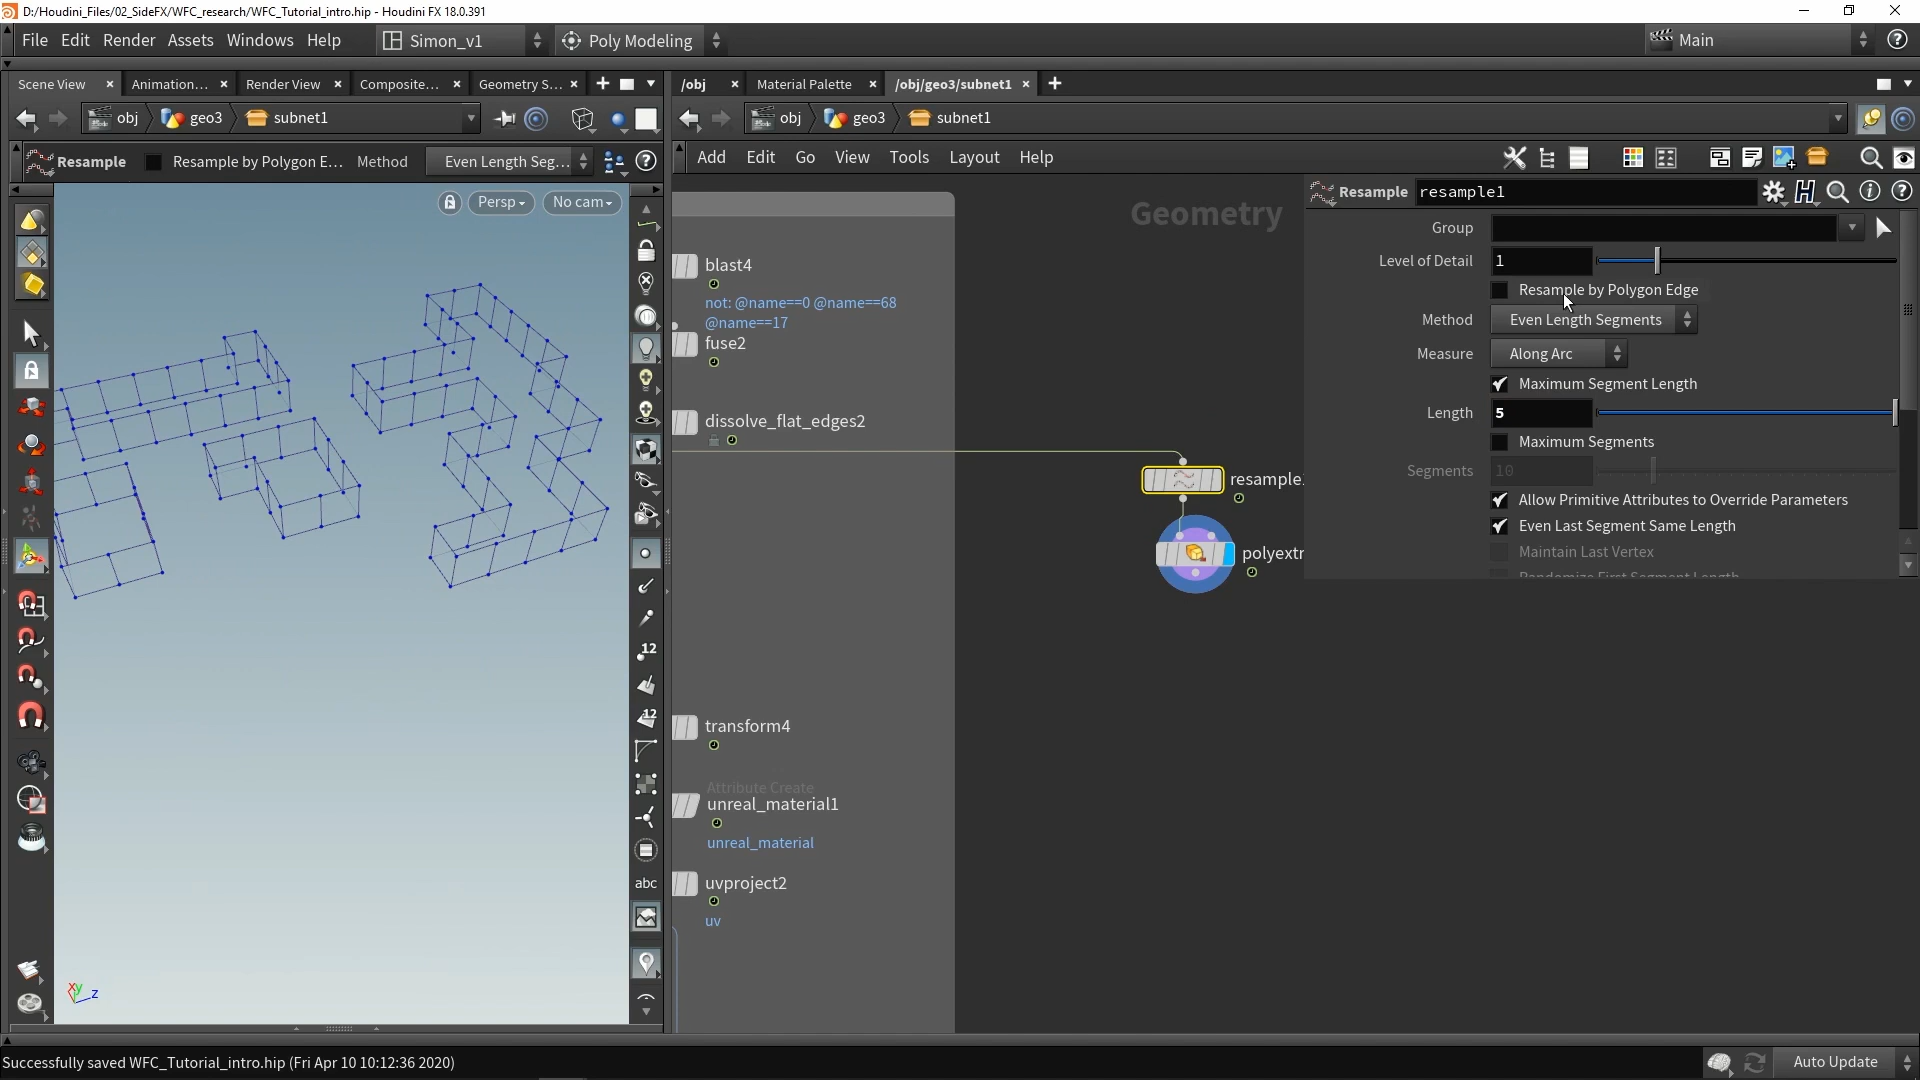 D:/Houdini_Files/02_SideFX/WFC_research/WFC_Tutorial_intro.hip - Houdini FX 18.0.391
File Edit Render Assets Windows Help Simon_v1 Poly Modeling Main
Scene View Animation... Render View Composite... Geometry S...
/obj Material Palette /obj/geo3/subnet1
obj geo3 subnet1
obj geo3 subnet1
Resample Resample by Polygon E... Method Even Length Seg...
Add Edit Go View Tools Layout Help
Persp No cam
Geometry
Resample resample1
Group
Level of Detail 1
Resample by Polygon Edge
Method Even Length Segments
Measure Along Arc
Maximum Segment Length
Length 5
Maximum Segments
Segments 10
Allow Primitive Attributes to Override Parameters
Even Last Segment Same Length
Maintain Last Vertex
Randomize First Segment Length
blast4
not: @name==0 @name==68
@name==17
fuse2
dissolve_flat_edges2
resample
polyextr
transform4
Attribute Create
unreal_material1
unreal_material
uvproject2
uv
12
12
abc
x y z
Successfully saved WFC_Tutorial_intro.hip (Fri Apr 10 10:12:36 2020)
Auto Update